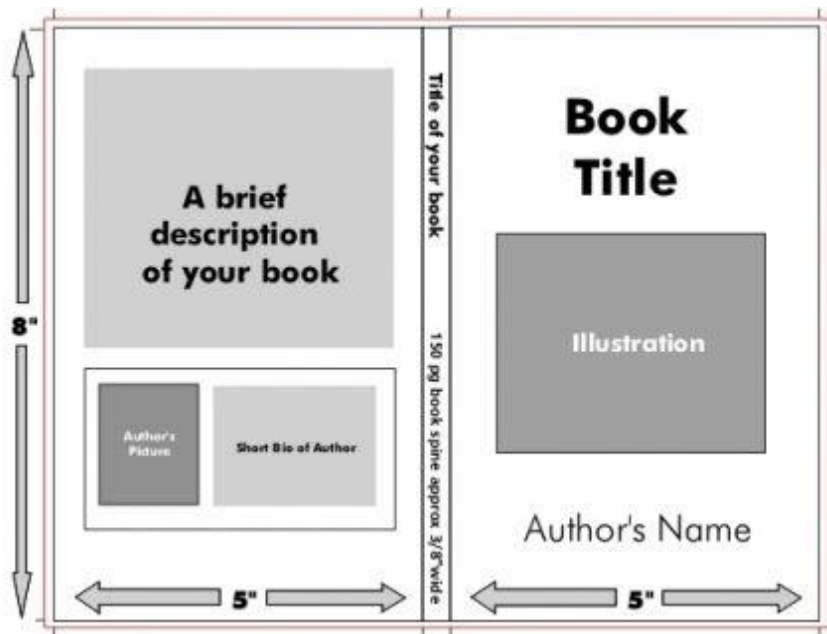 A brief
description
of your book
Author's
Picture
Short Bio of Author
8"
5"
Title of your book
150 pg book spine approx 3/8"wide
Book
Title
Illustration
Author's Name
5"